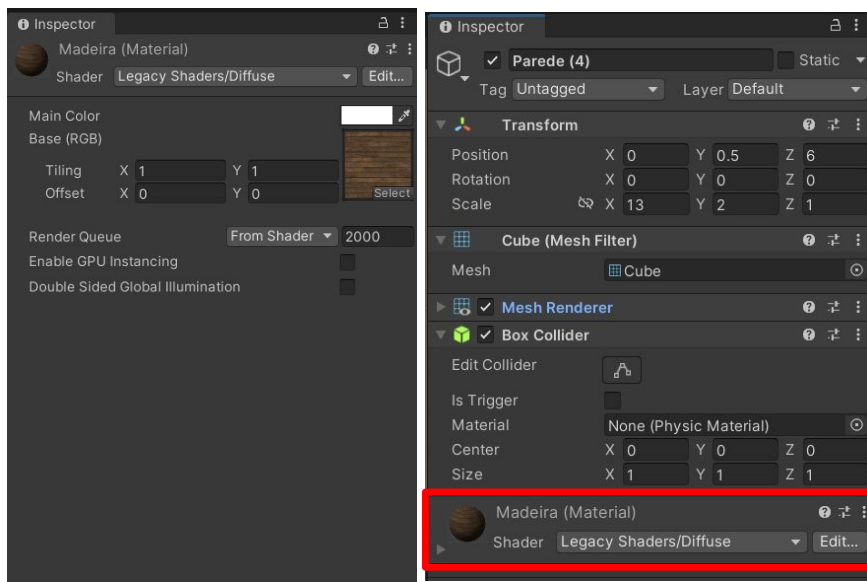 Inspector
Madeira (Material)
Shader Legacy Shaders/Diffuse Edit...
Main Color
Base (RGB)
Tiling X 1 Y 1
Offset X 0 Y 0
Select
Render Queue From Shader 2000
Enable GPU Instancing
Double Sided Global Illumination
Inspector
Parede (4) Static
Tag Untagged Layer Default
Transform
Position X 0 Y 0.5 Z 6
Rotation X 0 Y 0 Z 0
Scale X 13 Y 2 Z 1
Cube (Mesh Filter)
Mesh Cube
Mesh Renderer
Box Collider
Edit Collider
Is Trigger
Material None (Physic Material)
Center X 0 Y 0 Z 0
Size X 1 Y 1 Z 1
Madeira (Material)
Shader Legacy Shaders/Diffuse Edit...